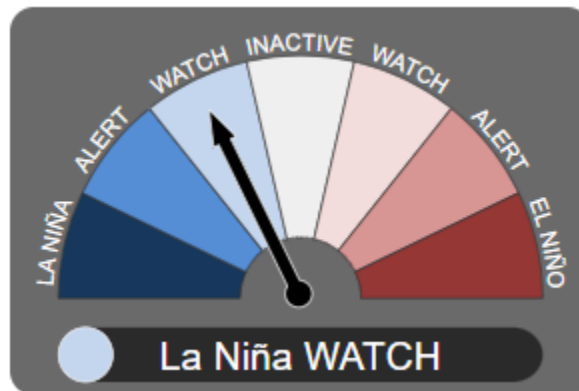 LA NIÑA
ALERT
WATCH
INACTIVE
WATCH
ALERT
EL NIÑO
La Niña WATCH